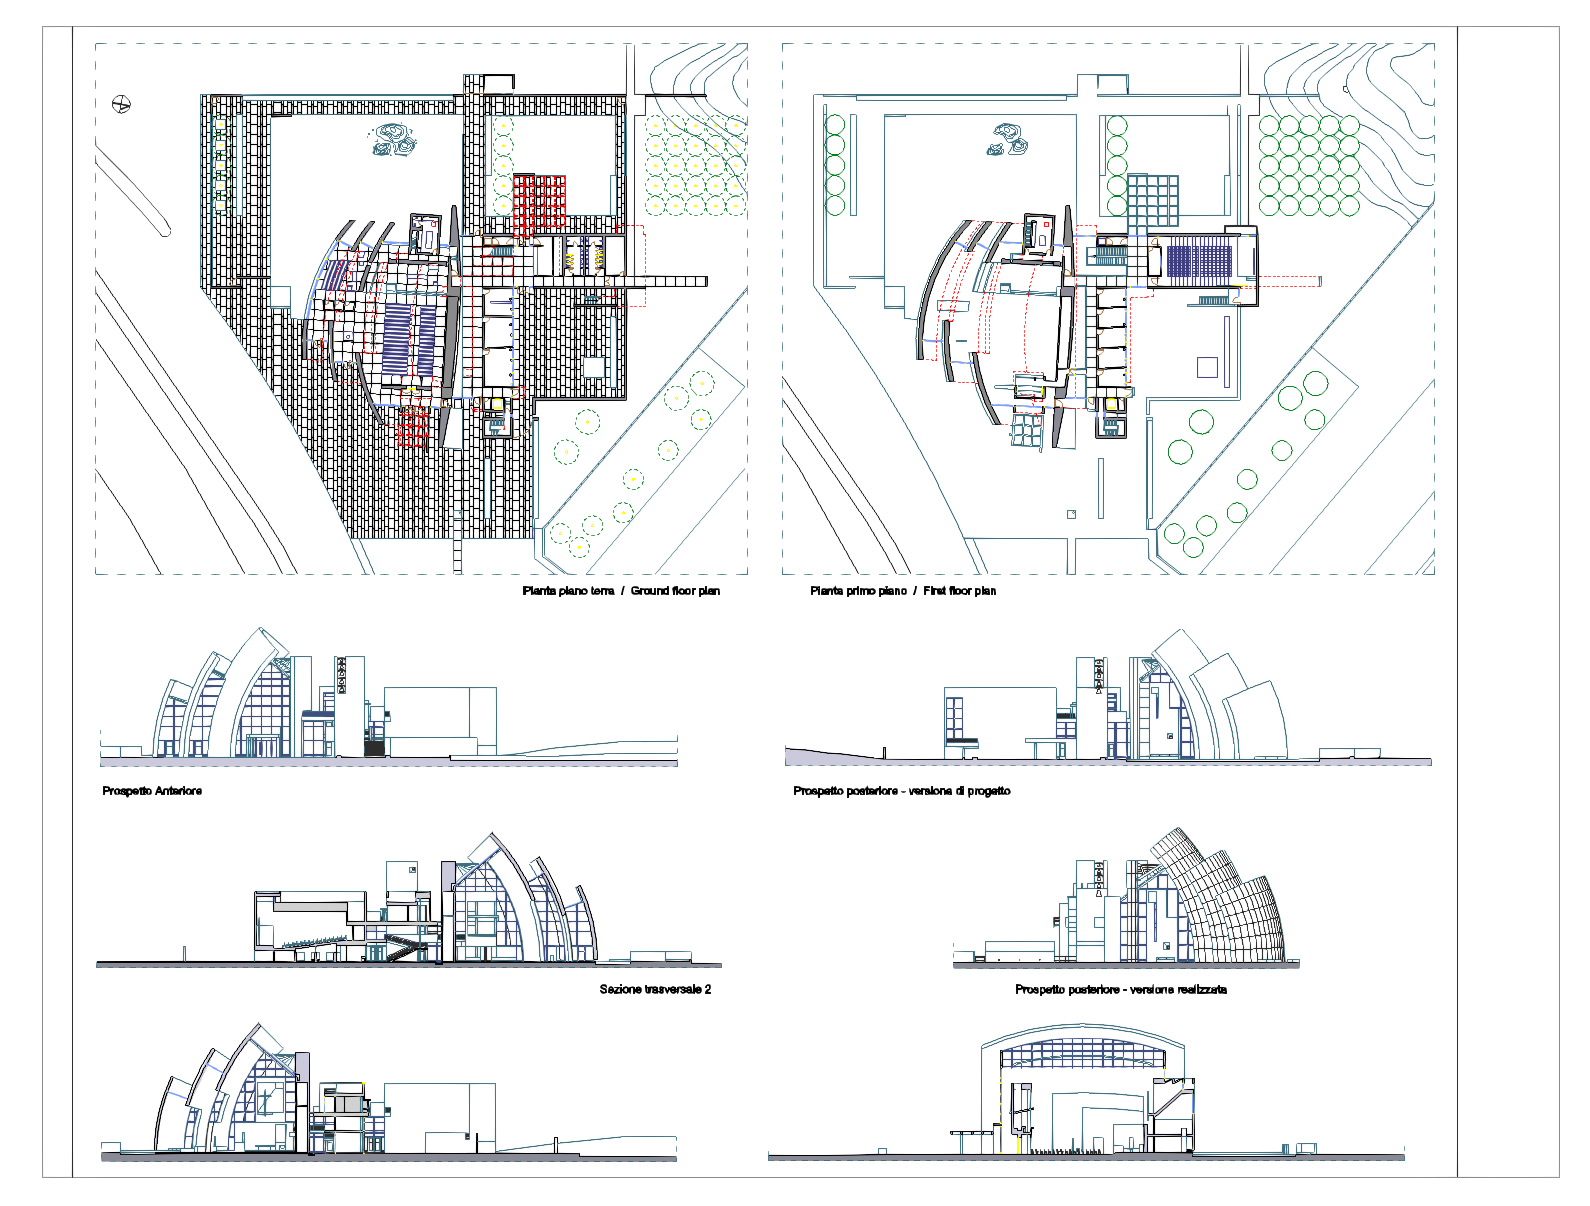 Pianta piano terra / Ground floor plan
Pianta primo piano / First floor plan
Prospetto Anteriore
Prospetto posteriore - versione di progetto
Sezione trasversale 2
Prospetto posteriore - versione realizzata